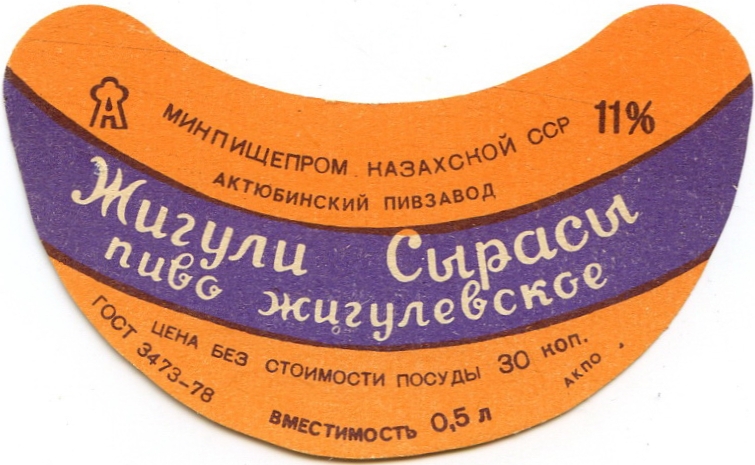 А
МИНПИЩЕПРОМ КАЗАХСКОЙ ССР 11%
АКТЮБИНСКИЙ ПИВЗАВОД
Жигули Сырасы
пиво жигулевское
ЦЕНА БЕЗ СТОИМОСТИ ПОСУДЫ 30 КОП.
ГОСТ 3473-78
ВМЕСТИМОСТЬ 0,5 л
АКПО